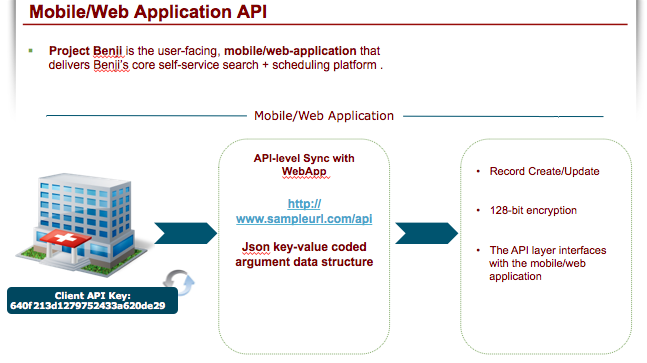 Mobile/Web Application API
Project Benji is the user-facing, mobile/web-application that
delivers Benji's core self-service search + scheduling platform .
Mobile/Web Application
API-level Sync with
WebApp
http://
www.sampleurl.com/api
Json key-value coded
argument data structure
• Record Create/Update
• 128-bit encryption
• The API layer interfaces
with the mobile/web
application
Client API Key:
640f213d1279752433a620de29